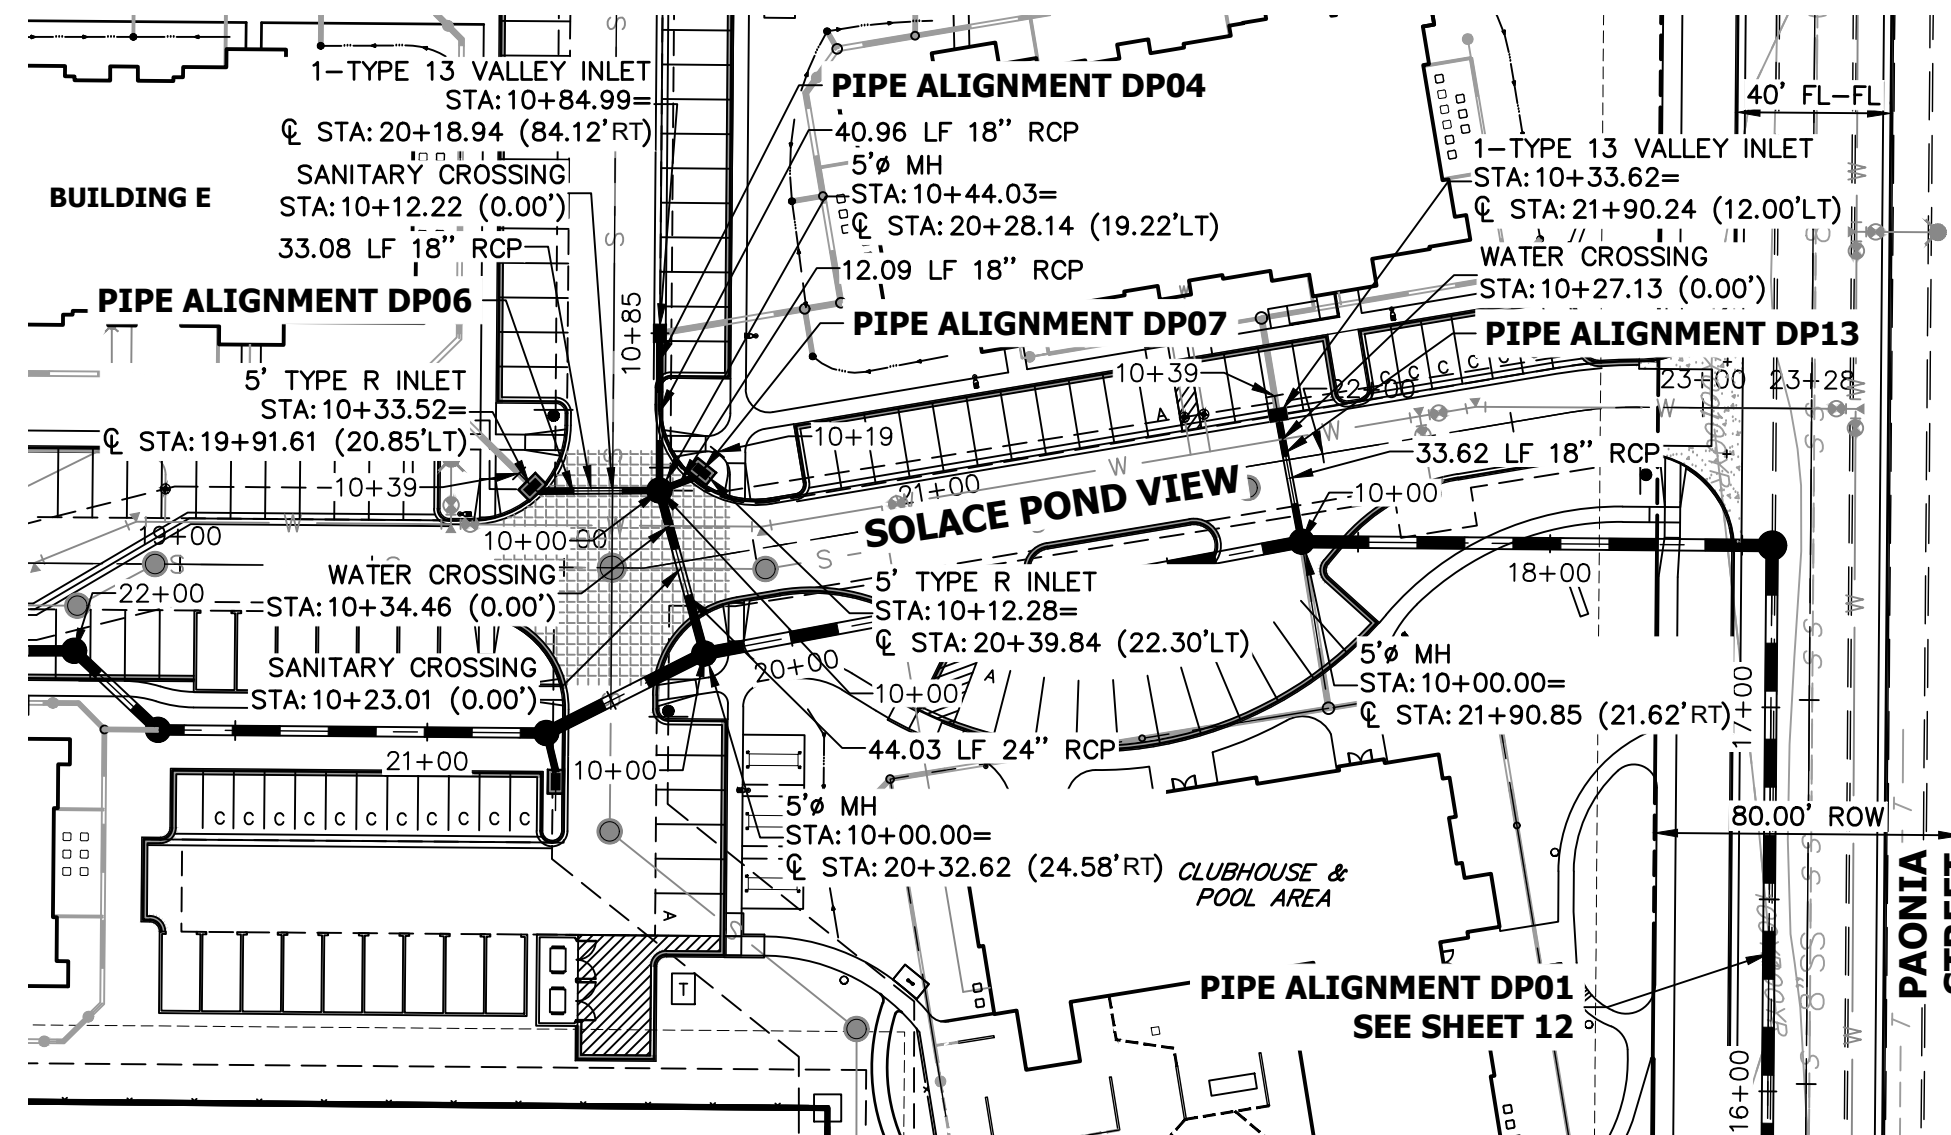 1-TYPE 13 VALLEY INLET
STA:10+84.99=
℄ STA:20+18.94 (84.12'RT)
SANITARY CROSSING
STA:10+12.22 (0.00')
33.08 LF 18" RCP
PIPE ALIGNMENT DP06
BUILDING E
10+85
PIPE ALIGNMENT DP04
40.96 LF 18" RCP
5'ø MH
STA:10+44.03=
℄ STA:20+28.14 (19.22'LT)
12.09 LF 18" RCP
PIPE ALIGNMENT DP07
40' FL-FL
1-TYPE 13 VALLEY INLET
STA:10+33.62=
℄ STA:21+90.24 (12.00'LT)
WATER CROSSING
STA:10+27.13 (0.00')
PIPE ALIGNMENT DP13
5' TYPE R INLET
STA:10+33.52=
℄ STA:19+91.61 (20.85'LT)
10+39
10+19
10+39
22+00
23+00
23+28
33.62 LF 18" RCP
10+00
21+00
SOLACE POND VIEW
19+00
10+00
22+00
WATER CROSSING
STA:10+34.46 (0.00')
SANITARY CROSSING
STA:10+23.01 (0.00')
5' TYPE R INLET
STA:10+12.28=
℄ STA:20+39.84 (22.30'LT)
10+00
20+00
18+00
5'ø MH
STA:10+00.00=
℄ STA:21+90.85 (21.62'RT)
17+00
44.03 LF 24" RCP
21+00
10+00
5'ø MH
STA:10+00.00=
℄ STA:20+32.62 (24.58'RT)
C C C C C C C C C C C
CLUBHOUSE &
POOL AREA
80.00' ROW
PAONIA
STREET
T
PIPE ALIGNMENT DP01
SEE SHEET 12
16+00